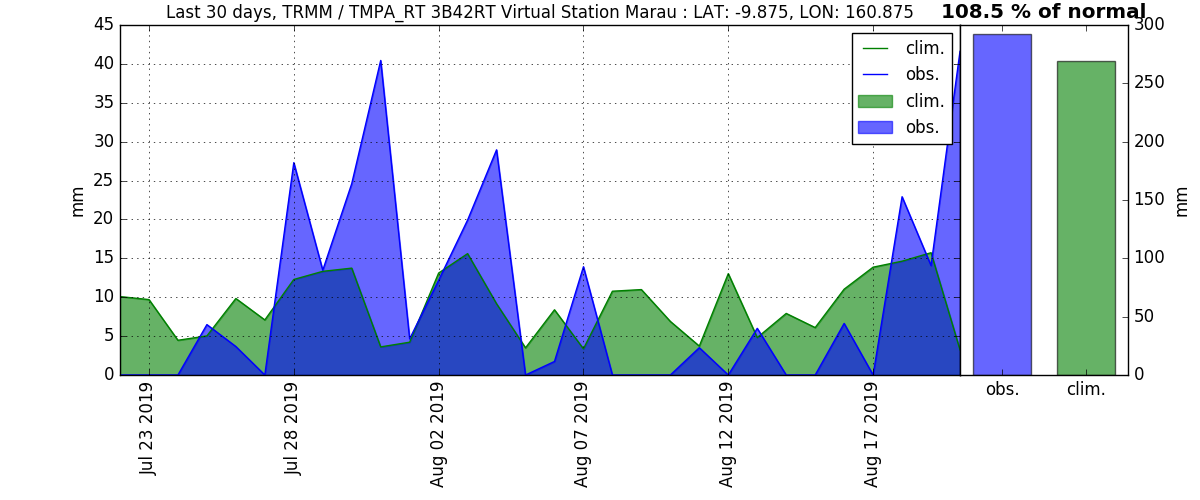 Last 30 days, TRMM / TMPA_RT 3B42RT Virtual Station Marau : LAT: -9.875, LON: 160.875
108.5 % of normal
45
40
35
30
25
20
15
10
5
0
mm
clim.
obs.
clim.
obs.
300
250
200
150
100
50
0
mm
Jul 23 2019
Jul 28 2019
Aug 02 2019
Aug 07 2019
Aug 12 2019
Aug 17 2019
obs.
clim.